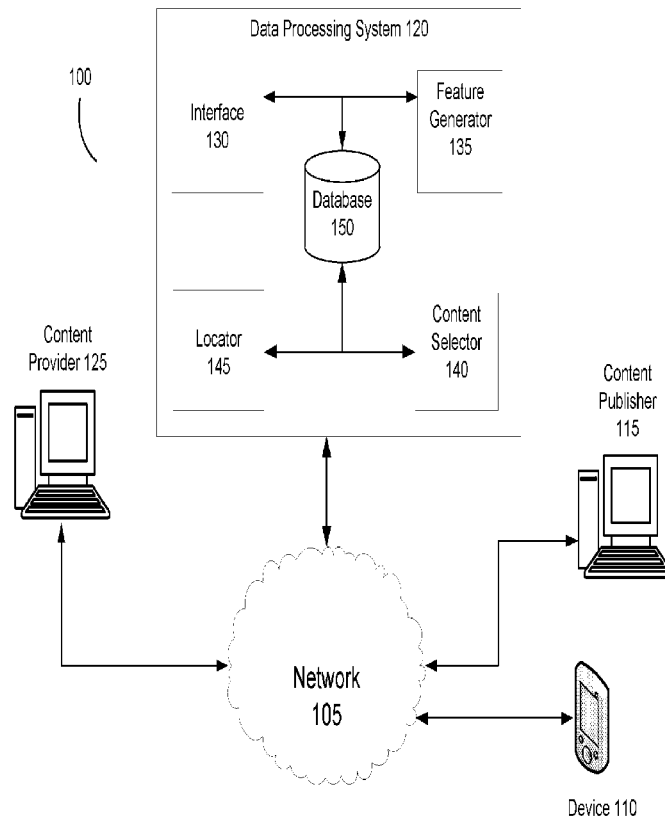 Data Processing System 120
100
Interface
130
Feature
Generator
135
Database
150
Locator
145
Content
Selector
140
Content
Provider 125
Content
Publisher
115
Network
105
Device 110